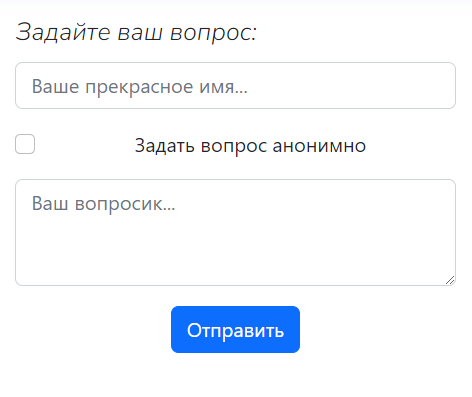 Задайте ваш вопрос:
Ваше прекрасное имя...
Задать вопрос анонимно
Ваш вопросик...
Отправить